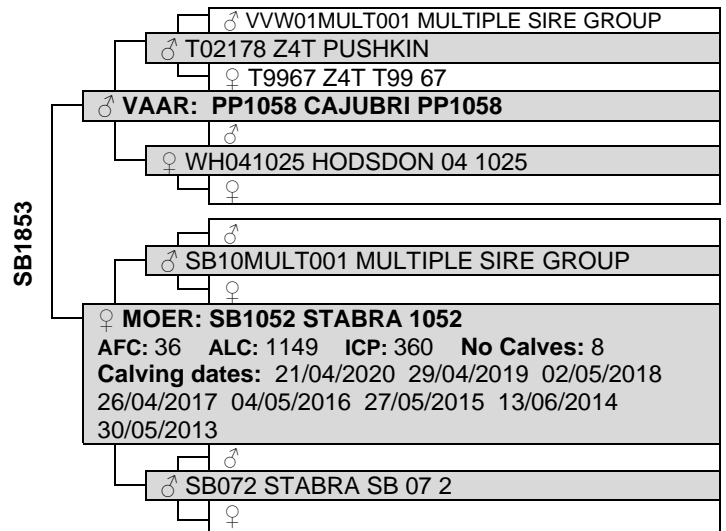 ♂ VVW01MULT001 MULTIPLE SIRE GROUP
♂ T02178 Z4T PUSHKIN
♀ T9967 Z4T T99 67
♂ VAAR: PP1058 CAJUBRI PP1058
♂
♀ WH041025 HODSDON 04 1025
♀
SB1853
♂
♂ SB10MULT001 MULTIPLE SIRE GROUP
♀
♀ MOER: SB1052 STABRA 1052
AFC: 36 ALC: 1149 ICP: 360 No Calves: 8
Calving dates: 21/04/2020 29/04/2019 02/05/2018
26/04/2017 04/05/2016 27/05/2015 13/06/2014
30/05/2013
♂
♂ SB072 STABRA SB 07 2
♀